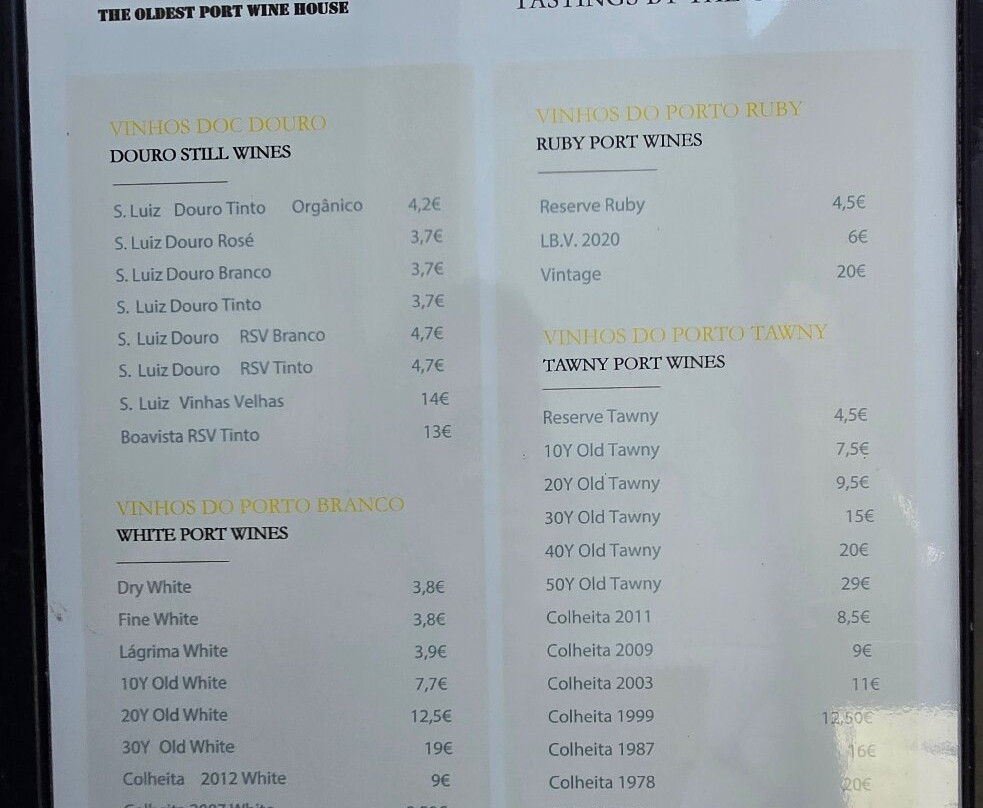 THE OLDEST PORT WINE HOUSE
VINHOS DOC DOURO
DOURO STILL WINES
S. Luiz Douro Tinto Orgânico 4,2€
S. Luiz Douro Rosé 3,7€
S. Luiz Douro Branco 3,7€
S. Luiz Douro Tinto 3,7€
S. Luiz Douro RSV Branco 4,7€
S. Luiz Douro RSV Tinto 4,7€
S. Luiz Vinhas Velhas 14€
Boavista RSV Tinto 13€
VINHOS DO PORTO BRANCO
WHITE PORT WINES
Dry White 3,8€
Fine White 3,8€
Lágrima White 3,9€
10Y Old White 7,7€
20Y Old White 12,5€
30Y Old White 19€
Colheita 2012 White 9€
TASTINGS BY THE
VINHOS DO PORTO RUBY
RUBY PORT WINES
Reserve Ruby 4,5€
LB.V. 2020 6€
Vintage 20€
VINHOS DO PORTO TAWNY
TAWNY PORT WINES
Reserve Tawny 4,5€
10Y Old Tawny 7,5€
20Y Old Tawny 9,5€
30Y Old Tawny 15€
40Y Old Tawny 20€
50Y Old Tawny 29€
Colheita 2011 8,5€
Colheita 2009 9€
Colheita 2003 11€
Colheita 1999 12,50€
Colheita 1987 16€
Colheita 1978 20€